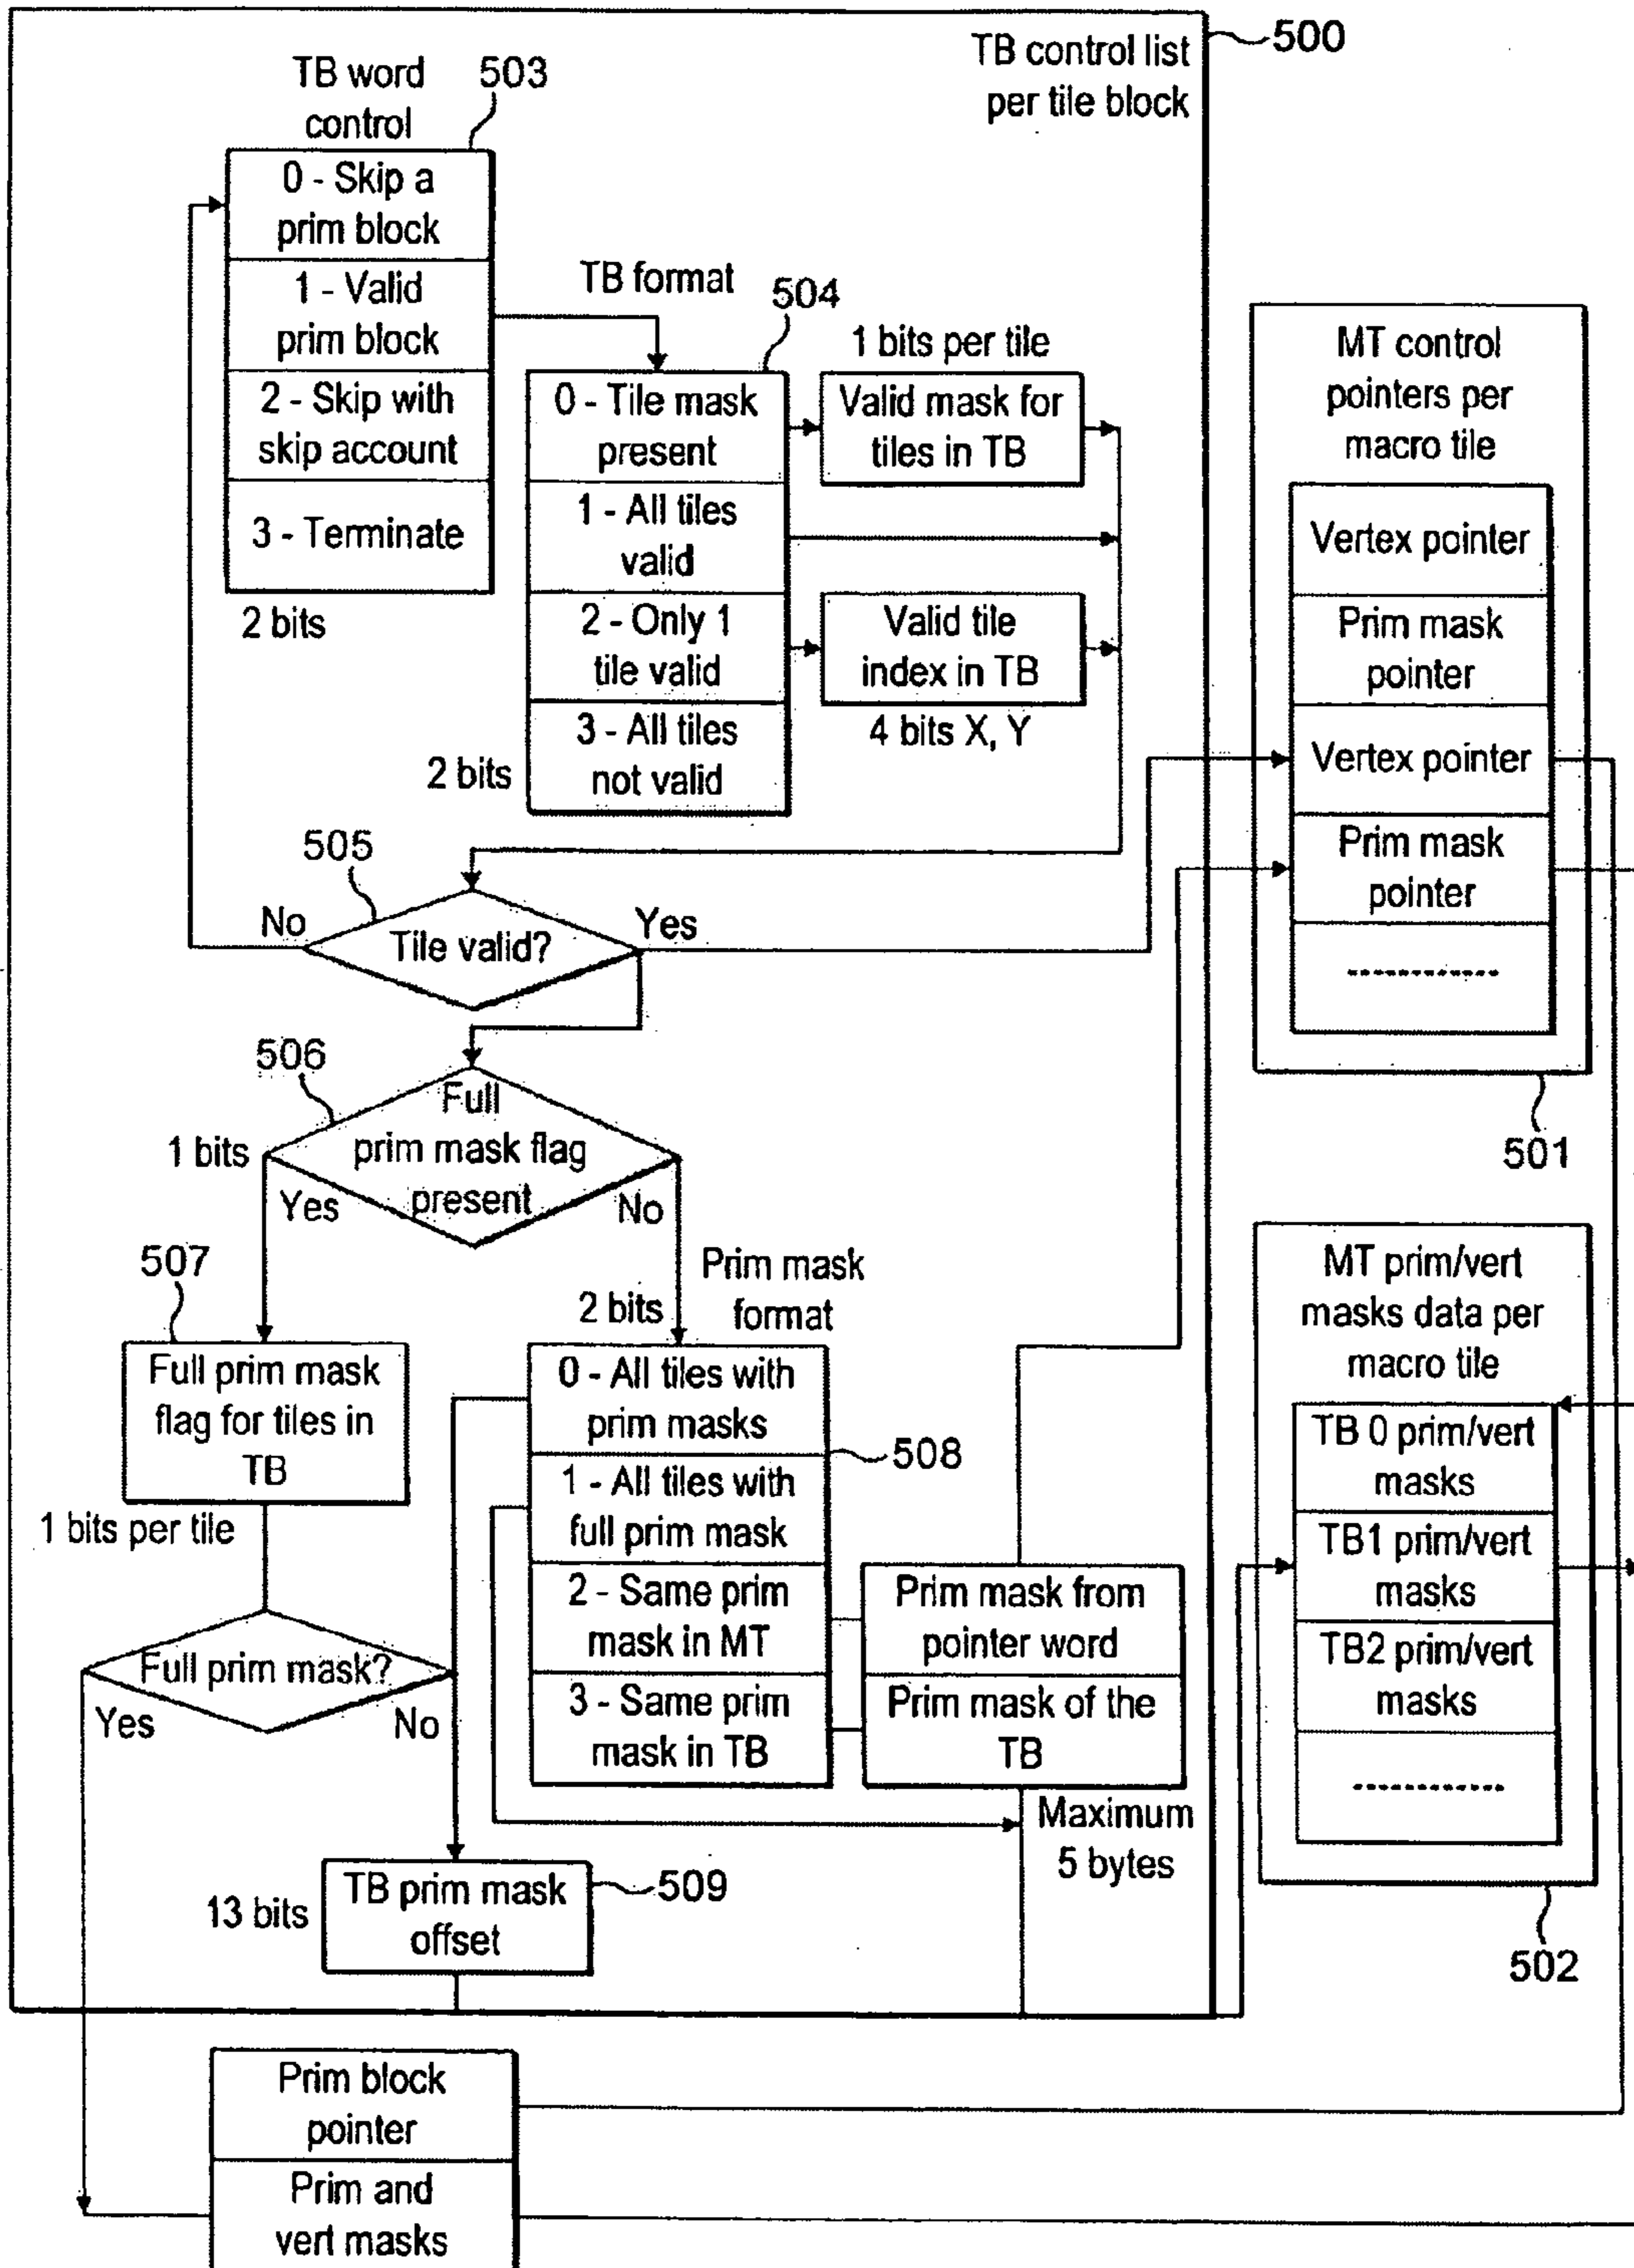 500
TB control list
per tile block
TB word
control
503
0 - Skip a
prim block
1 - Valid
prim block
2 - Skip with
skip account
3 - Terminate
2 bits
TB format
504
0 - Tile mask
present
1 - All tiles
valid
2 - Only 1
tile valid
3 - All tiles
not valid
2 bits
1 bits per tile
Valid mask for
tiles in TB
Valid tile
index in TB
4 bits X, Y
MT control
pointers per
macro tile
Vertex pointer
Prim mask
pointer
Vertex pointer
Prim mask
pointer
------------
501
505
No
Tile valid?
Yes
506
1 bits
Full
prim mask flag
present
Yes
No
507
Full prim mask
flag for tiles in
TB
1 bits per tile
Full prim mask?
Yes
No
Prim mask
format
2 bits
0 - All tiles with
prim masks
1 - All tiles with
full prim mask
2 - Same prim
mask in MT
3 - Same prim
mask in TB
508
Prim mask from
pointer word
Prim mask of the
TB
Maximum
5 bytes
13 bits
TB prim mask
offset
509
MT prim/vert
masks data per
macro tile
TB 0 prim/vert
masks
TB1 prim/vert
masks
TB2 prim/vert
masks
------------
502
Prim block
pointer
Prim and
vert masks